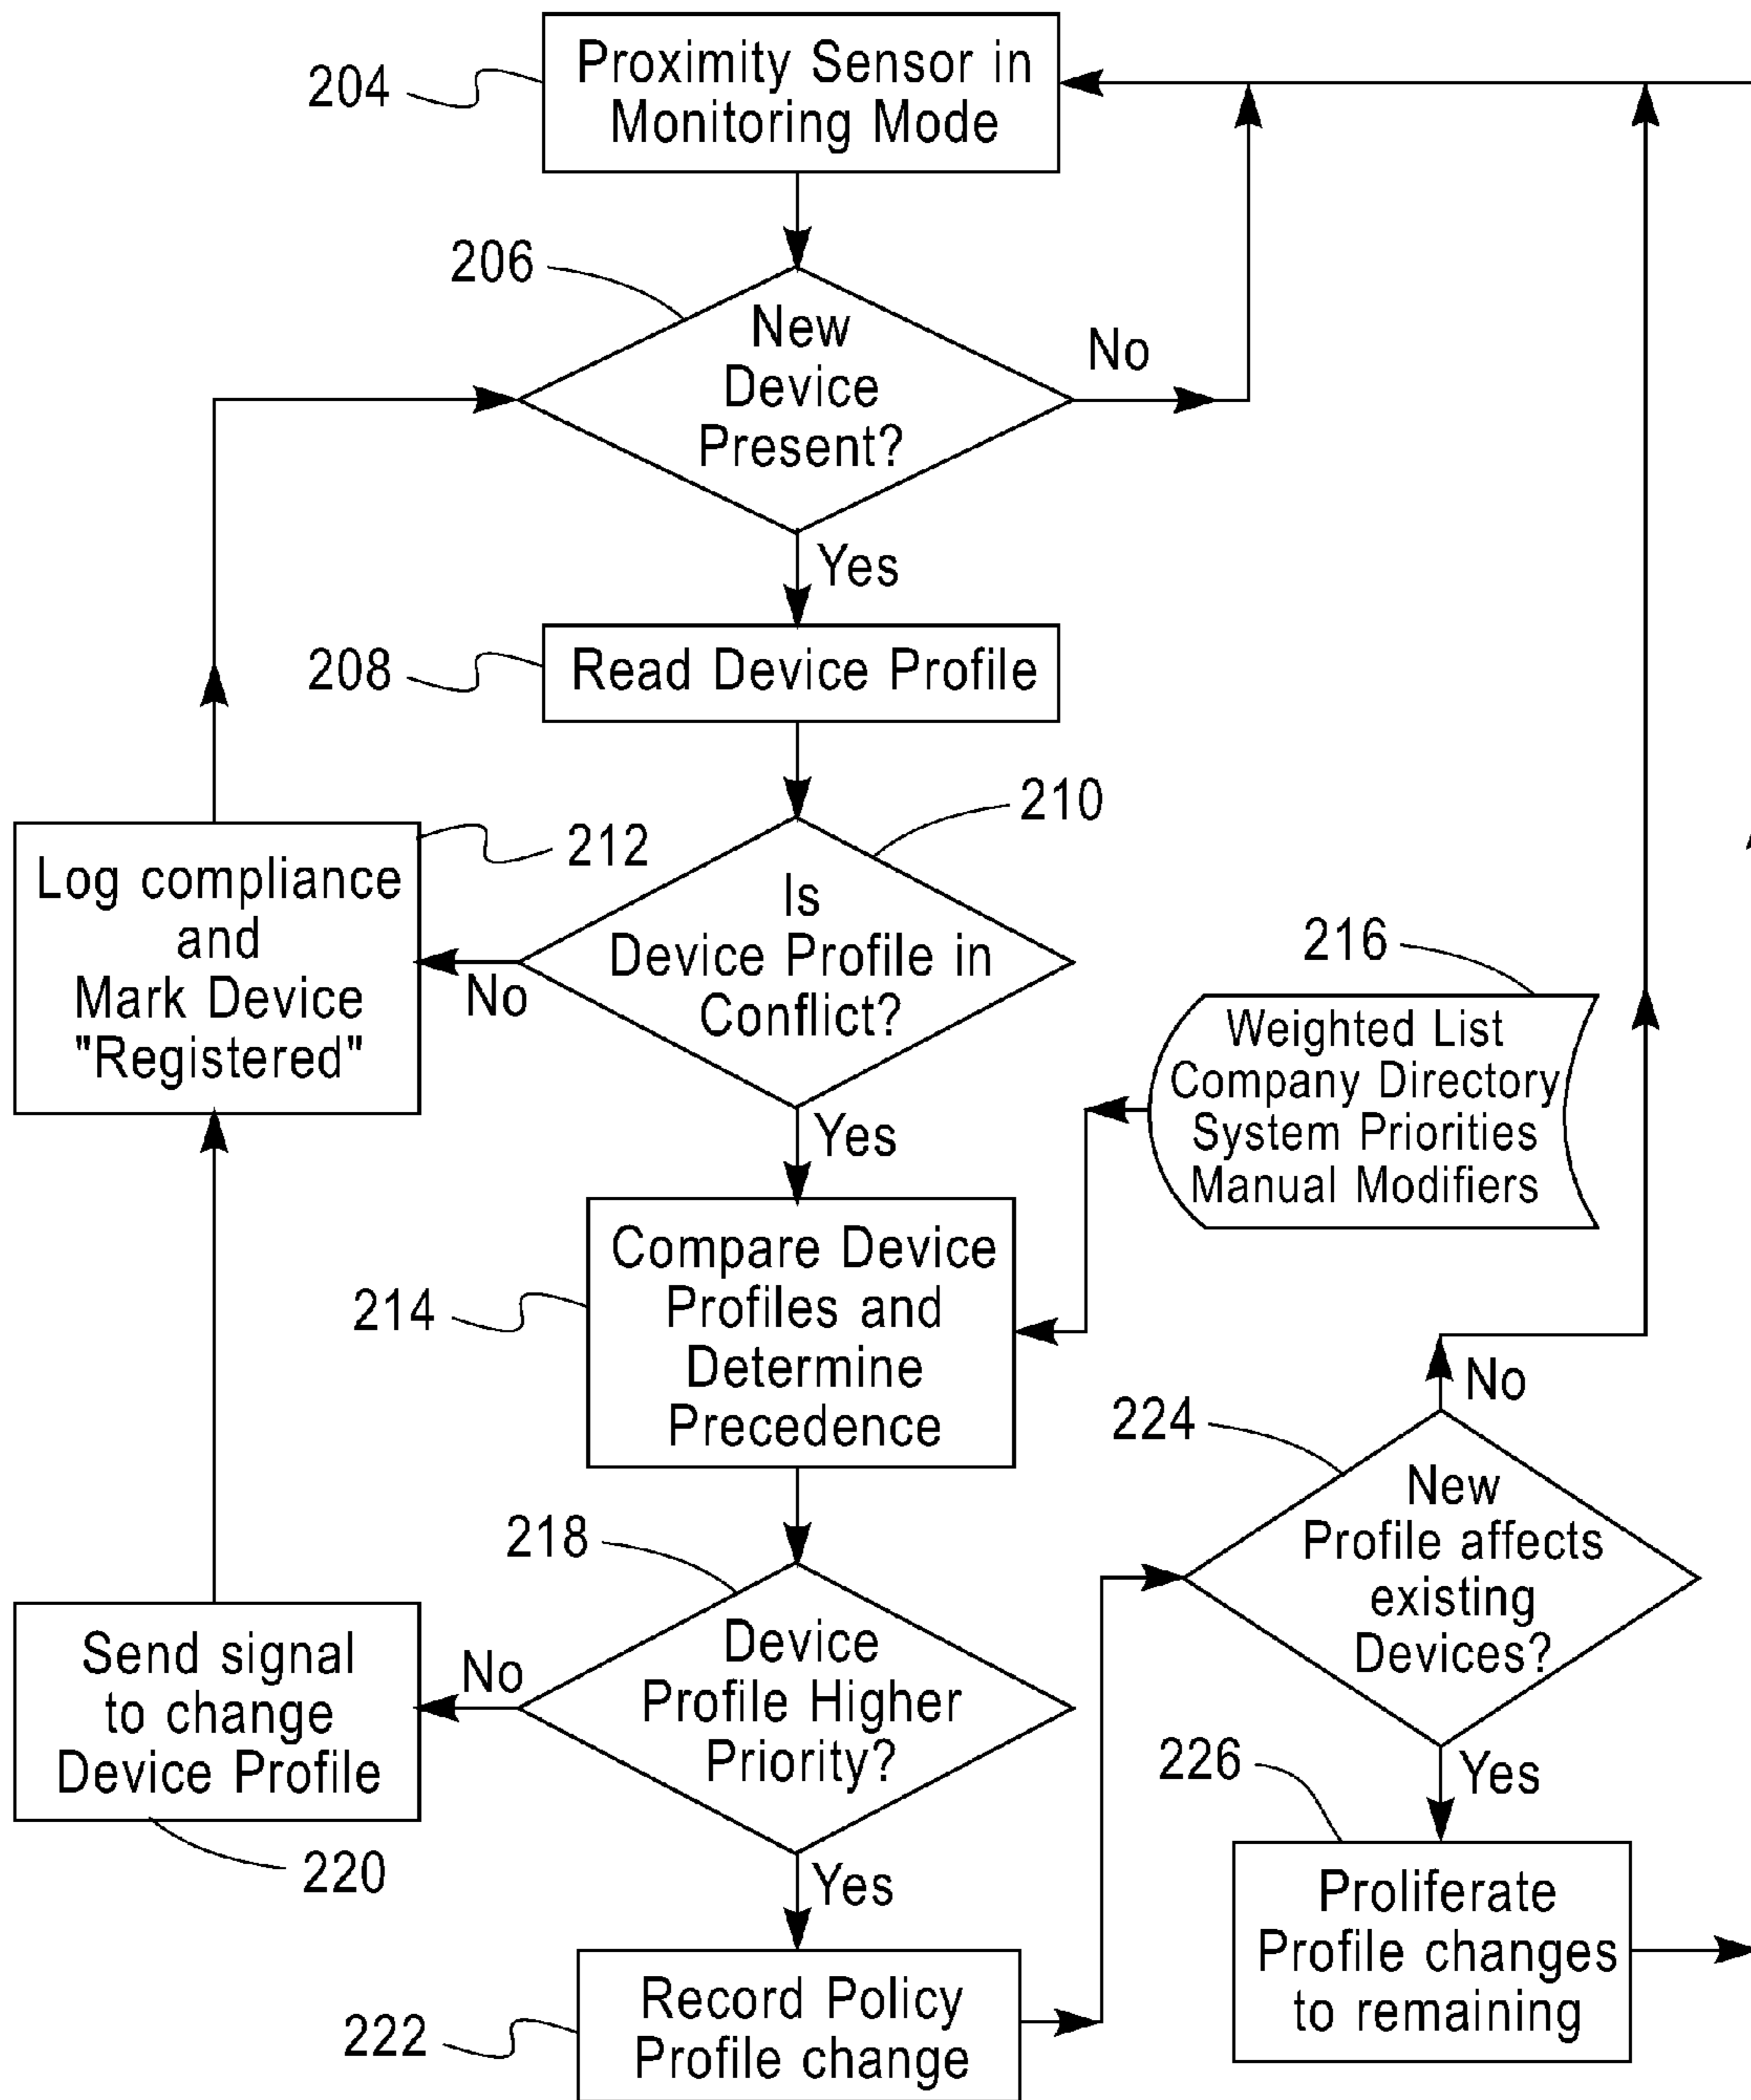 204
Proximity Sensor in
Monitoring Mode
206
New
Device
Present?
No
Yes
208
Read Device Profile
210
212
Log compliance
and
Mark Device
"Registered"
Is
Device Profile in
Conflict?
No
216
Weighted List
Company Directory
System Priorities
Manual Modifiers
Yes
214
Compare Device
Profiles and
Determine
Precedence
No
224
New
Profile affects
existing
Devices?
218
Device
Profile Higher
Priority?
No
Send signal
to change
Device Profile
220
Yes
226
Yes
Proliferate
Profile changes
to remaining
222
Record Policy
Profile change